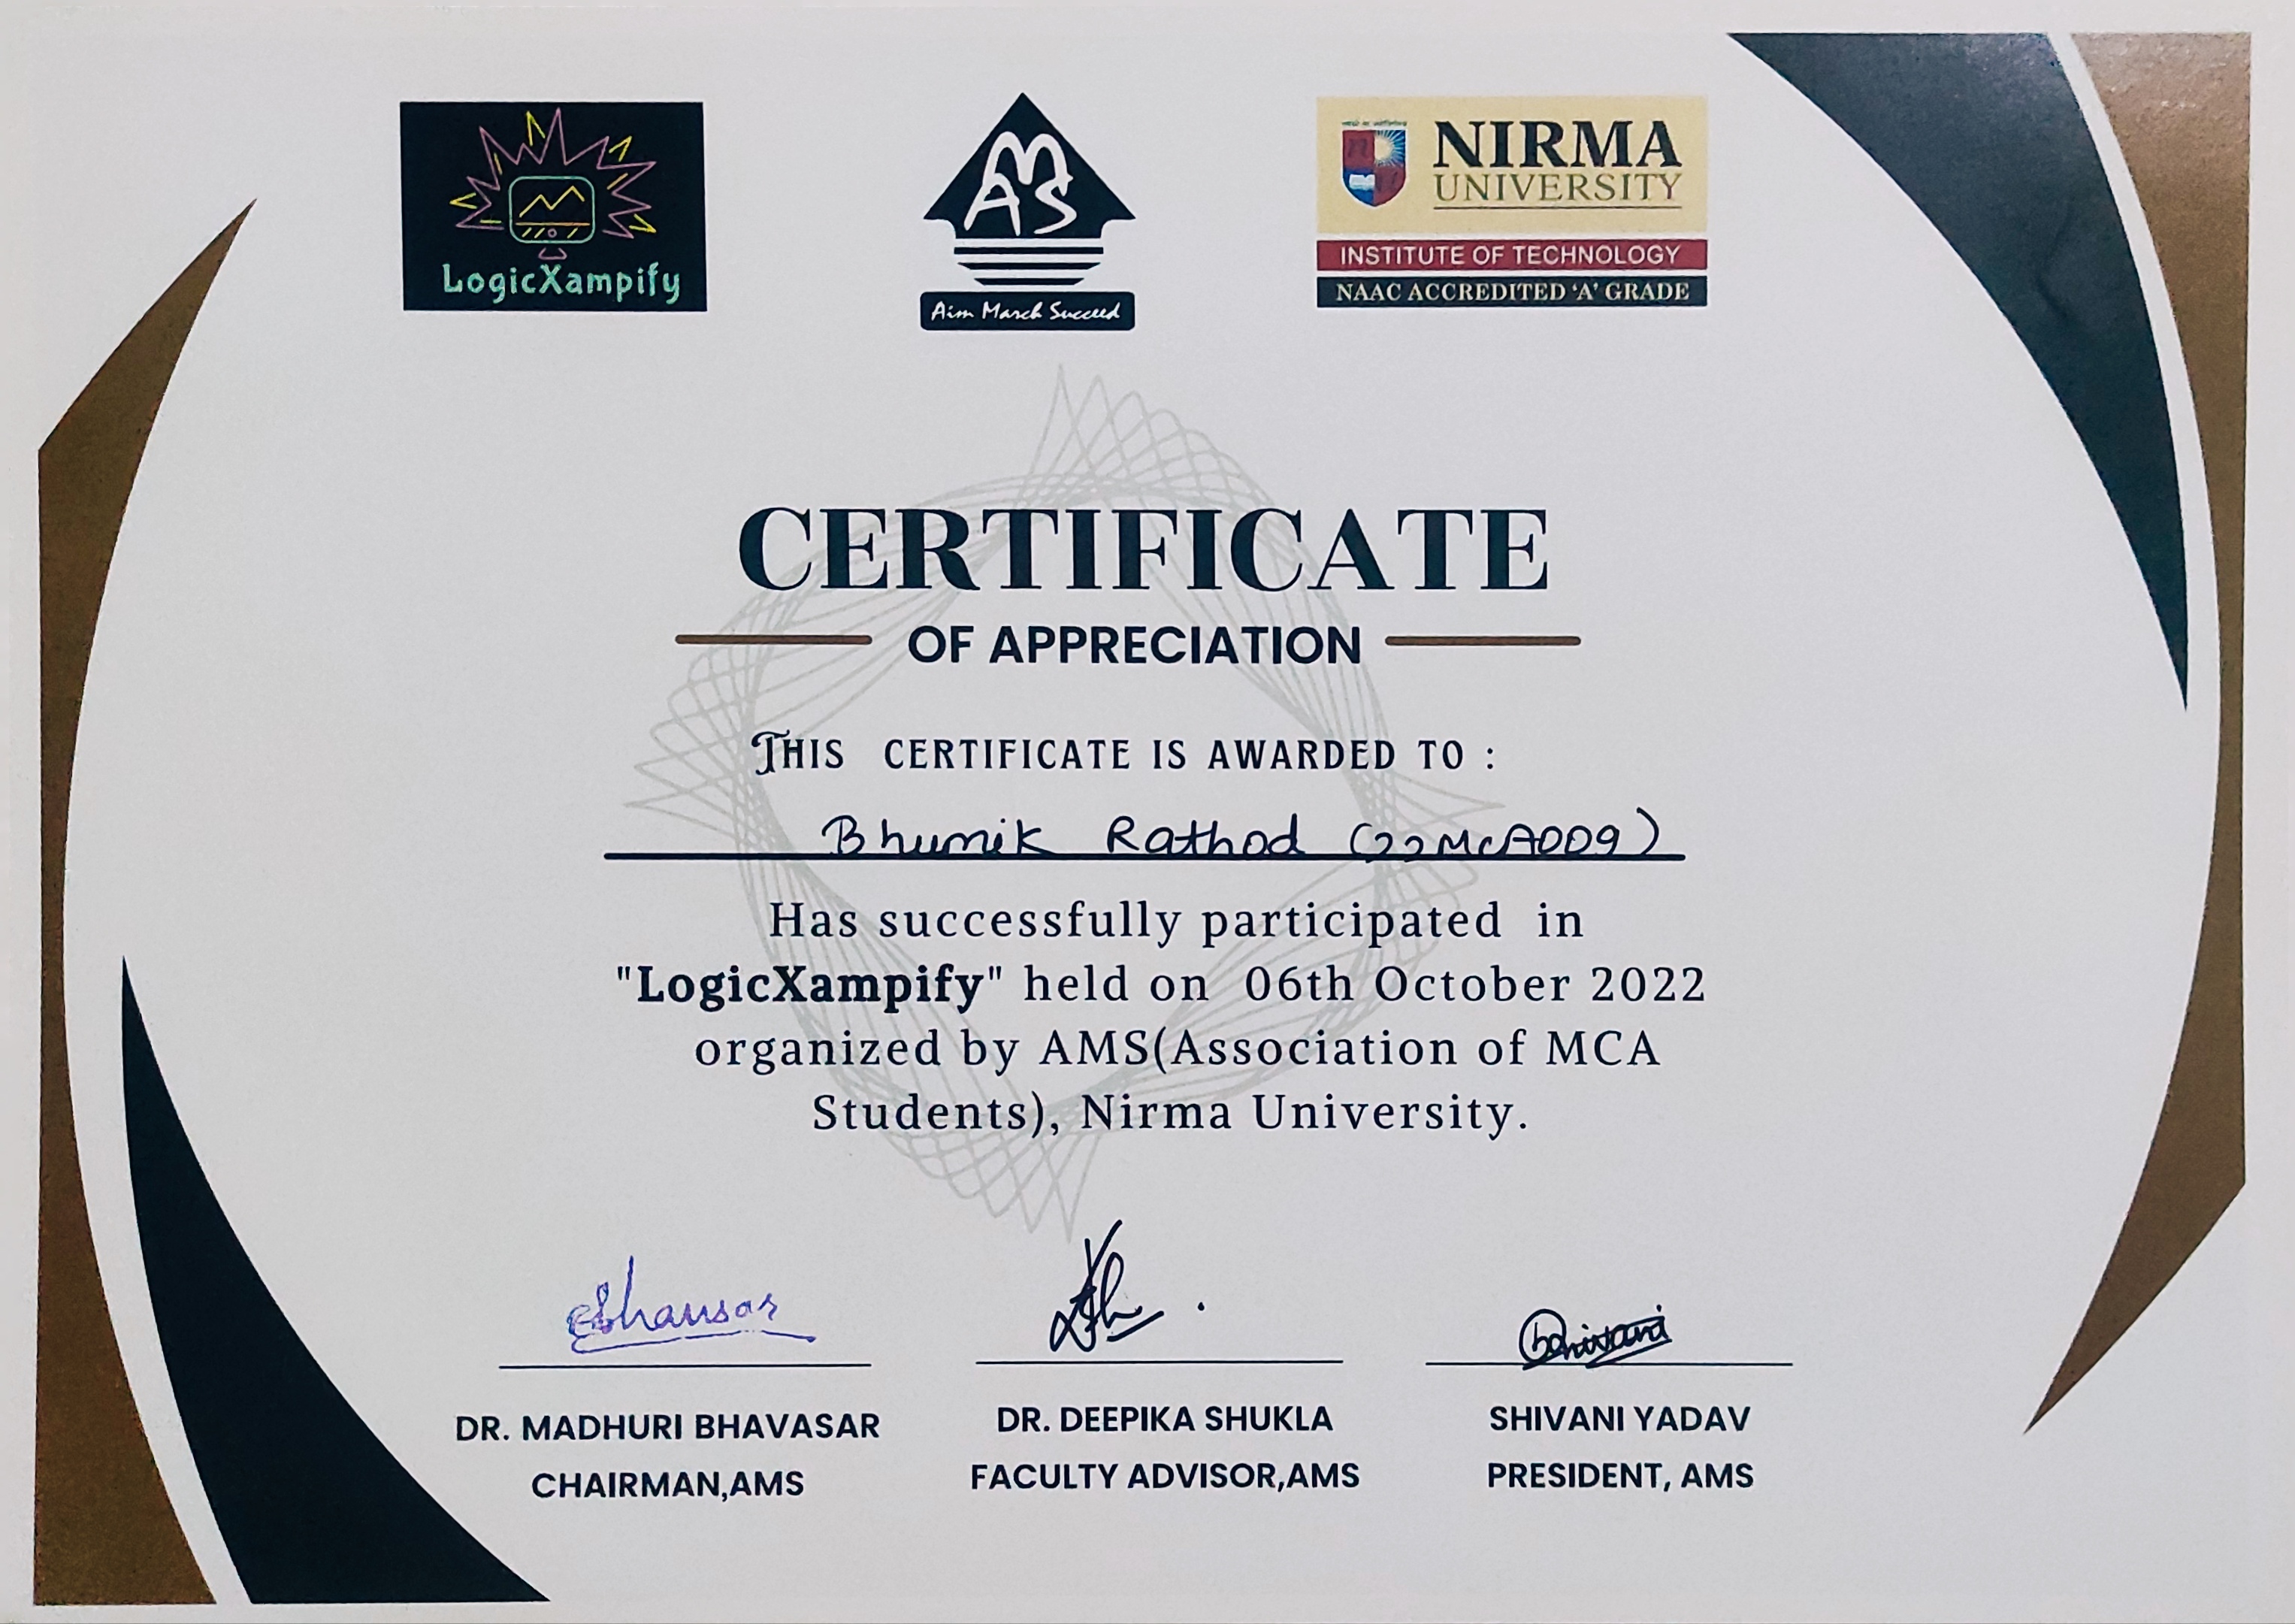 LogicXampify
AMS
Aim March Succeed
NIRMA
UNIVERSITY
INSTITUTE OF TECHNOLOGY
NAAC ACCREDITED ‘A’ GRADE
CERTIFICATE
OF APPRECIATION
THIS CERTIFICATE IS AWARDED TO :
Bhumik Rathod (22MCA009)
Has successfully participated in
"LogicXampify" held on 06th October 2022
organized by AMS(Association of MCA
Students), Nirma University.
Shivani
DR. MADHURI BHAVASAR
CHAIRMAN,AMS
DR. DEEPIKA SHUKLA
FACULTY ADVISOR,AMS
SHIVANI YADAV
PRESIDENT, AMS